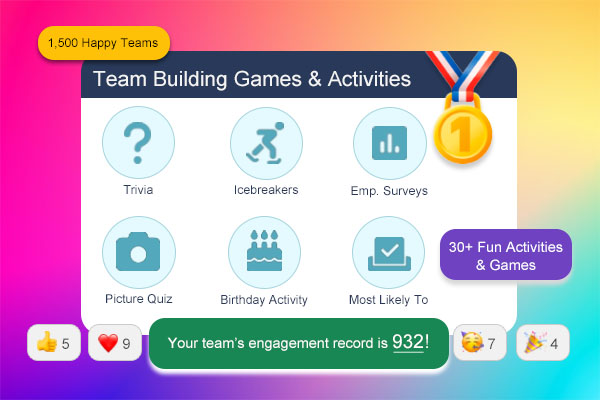 1,500 Happy Teams
Team Building Games & Activities
1
Trivia
Icebreakers
Emp. Surveys
Picture Quiz
Birthday Activity
Most Likely To
30+ Fun Activities
& Games
5
9
Your team's engagement record is 932!
7
4